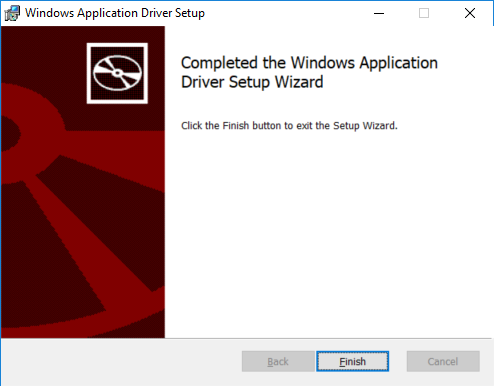 Windows Application Driver Setup
Completed the Windows Application
Driver Setup Wizard
Click the Finish button to exit the Setup Wizard.
Back
Finish
Cancel